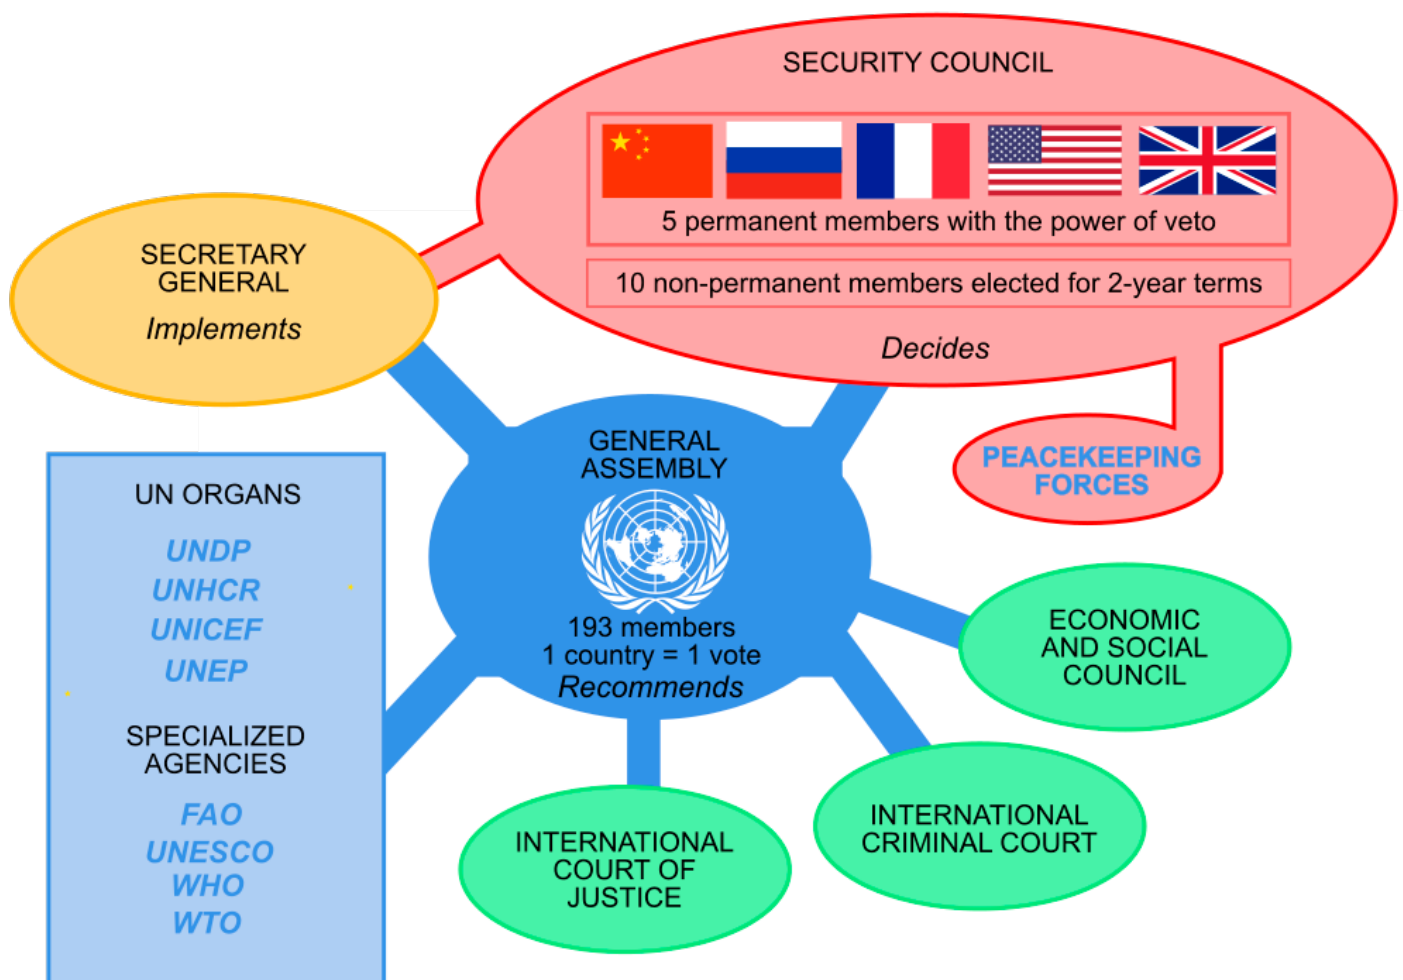 SECURITY COUNCIL
5 permanent members with the power of veto
10 non-permanent members elected for 2-year terms
Decides
SECRETARY
GENERAL
Implements
PEACEKEEPING
FORCES
GENERAL
ASSEMBLY
193 members
1 country = 1 vote
Recommends
UN ORGANS
UNDP
UNHCR
UNICEF
UNEP
SPECIALIZED
AGENCIES
FAO
UNESCO
WHO
WTO
ECONOMIC
AND SOCIAL
COUNCIL
INTERNATIONAL
CRIMINAL COURT
INTERNATIONAL
COURT OF
JUSTICE